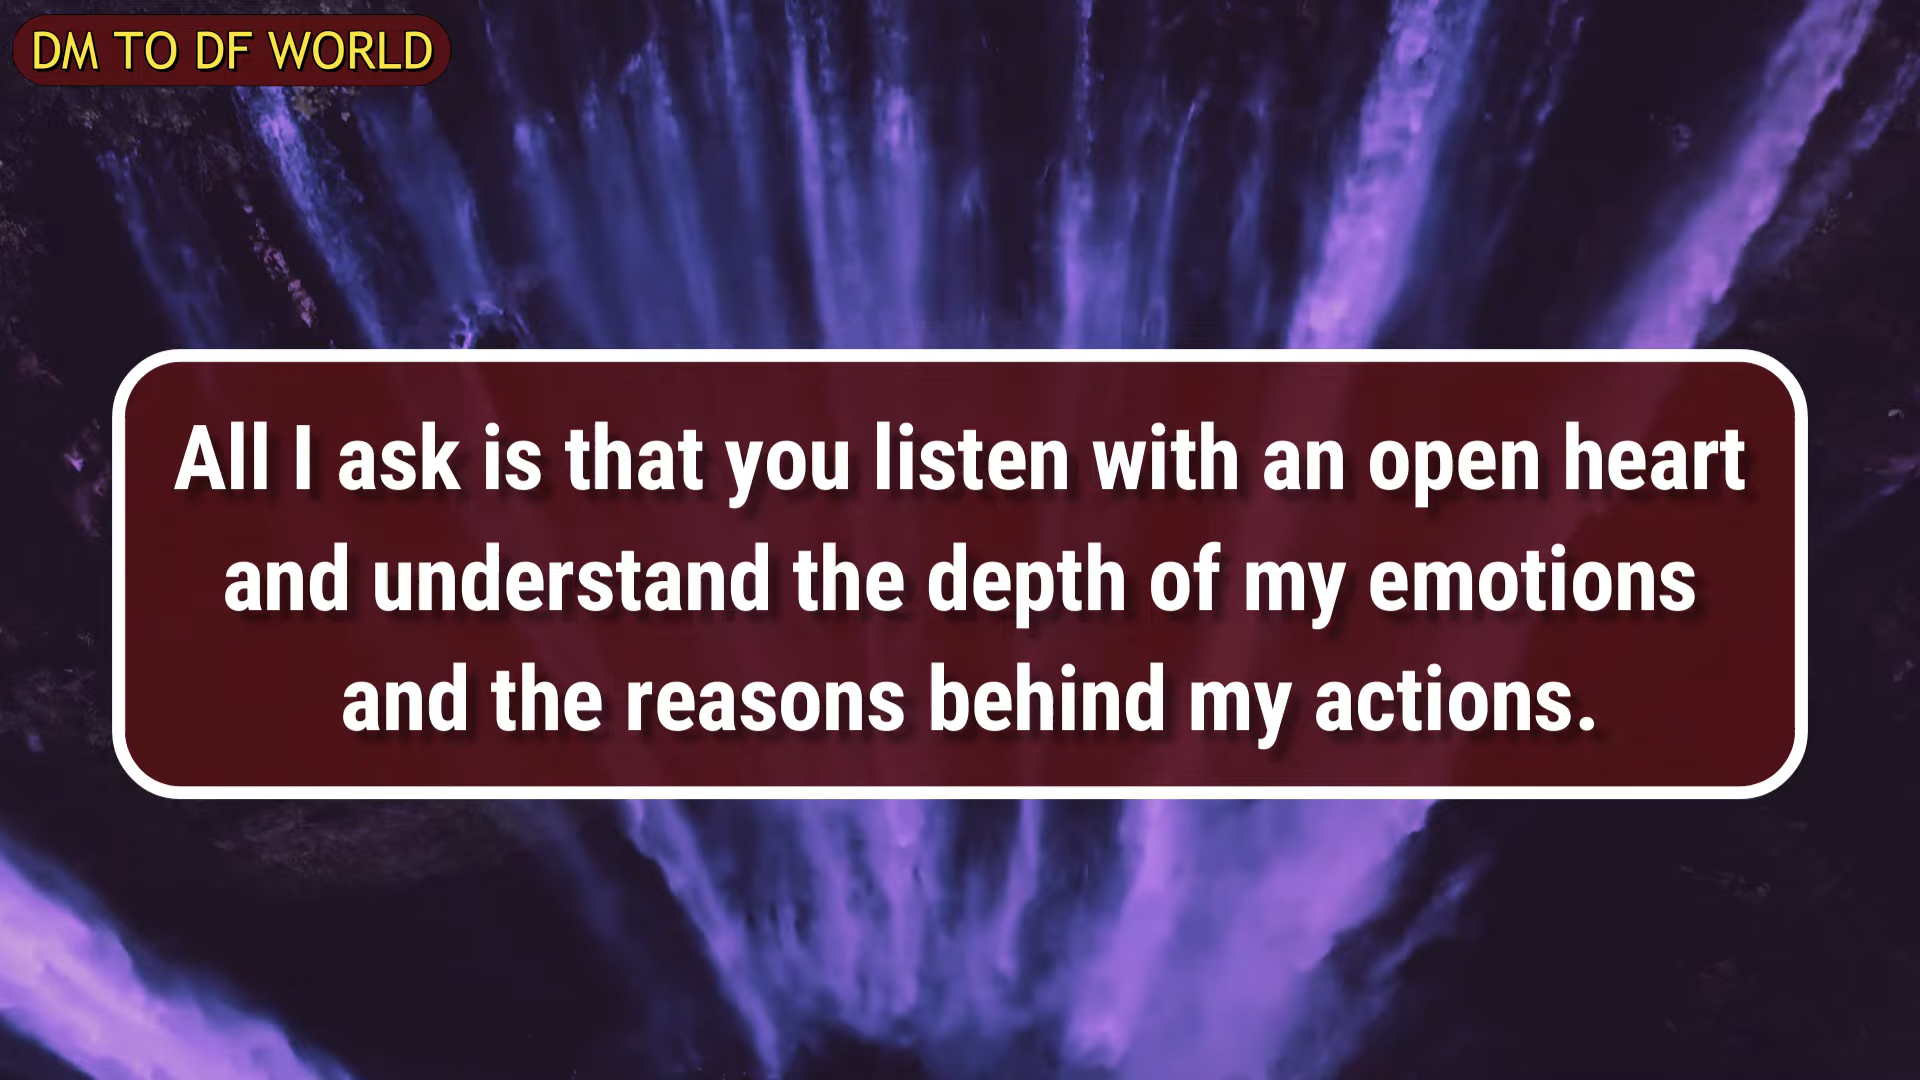 DM TO DF WORLD
All I ask is that you listen with an open heart
and understand the depth of my emotions
and the reasons behind my actions.